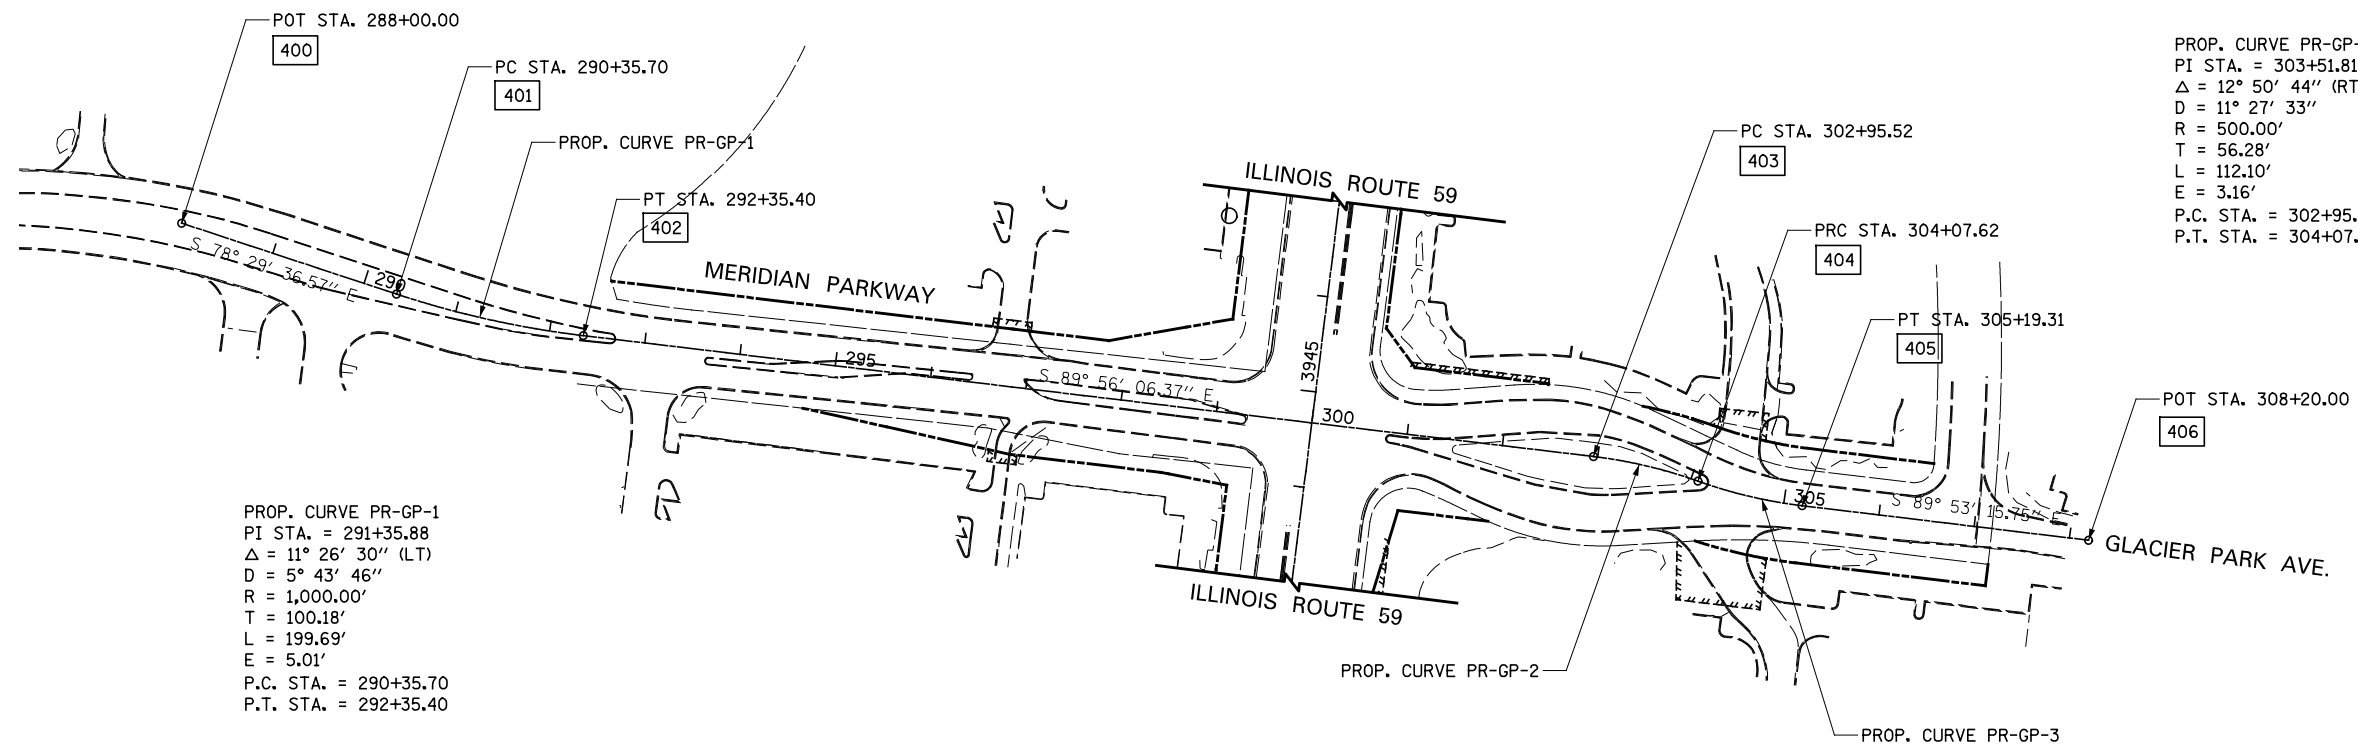 POT STA. 288+00.00
400
PC STA. 290+35.70
401
PROP. CURVE PR-GP-1
PT STA. 292+35.40
402
S 78° 29' 36.57" E
290
MERIDIAN PARKWAY
295
S 89° 56' 06.37" E
ILLINOIS ROUTE 59
3945
300
ILLINOIS ROUTE 59
PC STA. 302+95.52
403
PRC STA. 304+07.62
404
PT STA. 305+19.31
405
305
S 89° 53' 15.75" E
POT STA. 308+20.00
406
GLACIER PARK AVE.
PROP. CURVE PR-GP-2
PROP. CURVE PR-GP-3
PROP. CURVE PR-GP-1
PI STA. = 291+35.88
Δ = 11° 26' 30" (LT)
D = 5° 43' 46"
R = 1,000.00'
T = 100.18'
L = 199.69'
E = 5.01'
P.C. STA. = 290+35.70
P.T. STA. = 292+35.40
PROP. CURVE PR-GP-
PI STA. = 303+51.81
Δ = 12° 50' 44" (RT
D = 11° 27' 33"
R = 500.00'
T = 56.28'
L = 112.10'
E = 3.16'
P.C. STA. = 302+95.
P.T. STA. = 304+07.